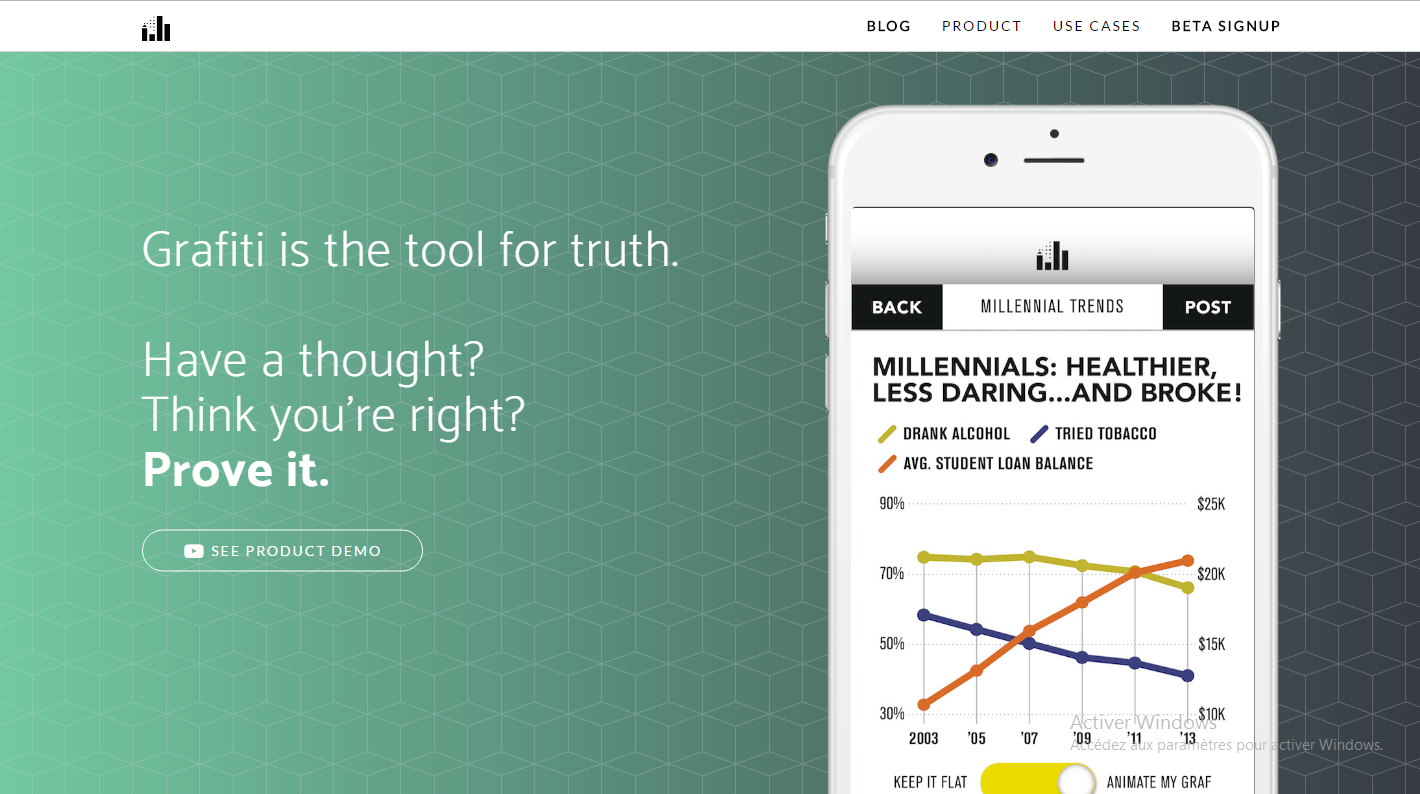 BLOG PRODUCT USE CASES BETA SIGNUP
Grafiti is the tool for truth.
Have a thought?
Think you’re right?
Prove it.
SEE PRODUCT DEMO
BACK MILLENNIAL TRENDS POST
MILLENNIALS: HEALTHIER,
LESS DARING...AND BROKE!
DRANK ALCOHOL TRIED TOBACCO
AVG. STUDENT LOAN BALANCE
90% $25K
70% $20K
50% $15K
30% $10K
2003 ’05 ’07 ’09 ’11 ’13
KEEP IT FLAT ANIMATE MY GRAF
Activer Windows
Accédez aux paramètres pour activer Windows.